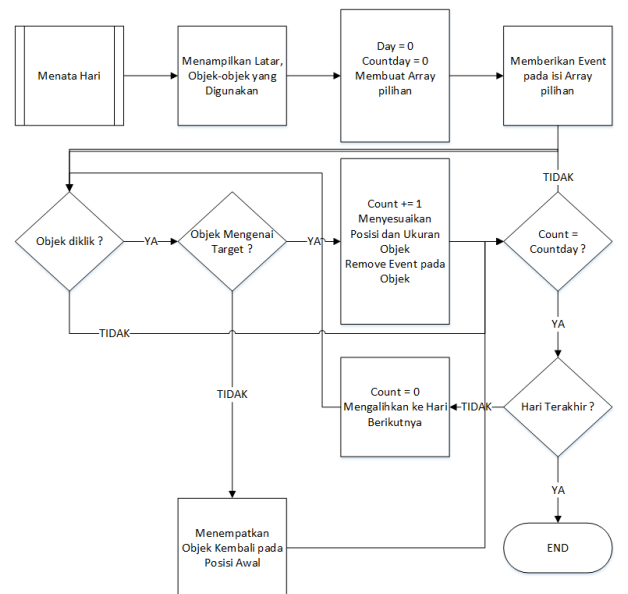 Menata Hari
Menampilkan Latar,
Objek-objek yang
Digunakan
Day = 0
Countday = 0
Membuat Array
pilihan
Memberikan Event
pada isi Array
pilihan
TIDAK
Objek diklik ?
YA
Objek Mengenai
Target ?
YA
Count += 1
Menyesuaikan
Posisi dan Ukuran
Objek
Remove Event pada
Objek
Count =
Countday ?
YA
TIDAK
TIDAK
Count = 0
Mengalihkan ke Hari
Berikutnya
TIDAK
Hari Terakhir ?
YA
Menempatkan
Objek Kembali pada
Posisi Awal
END